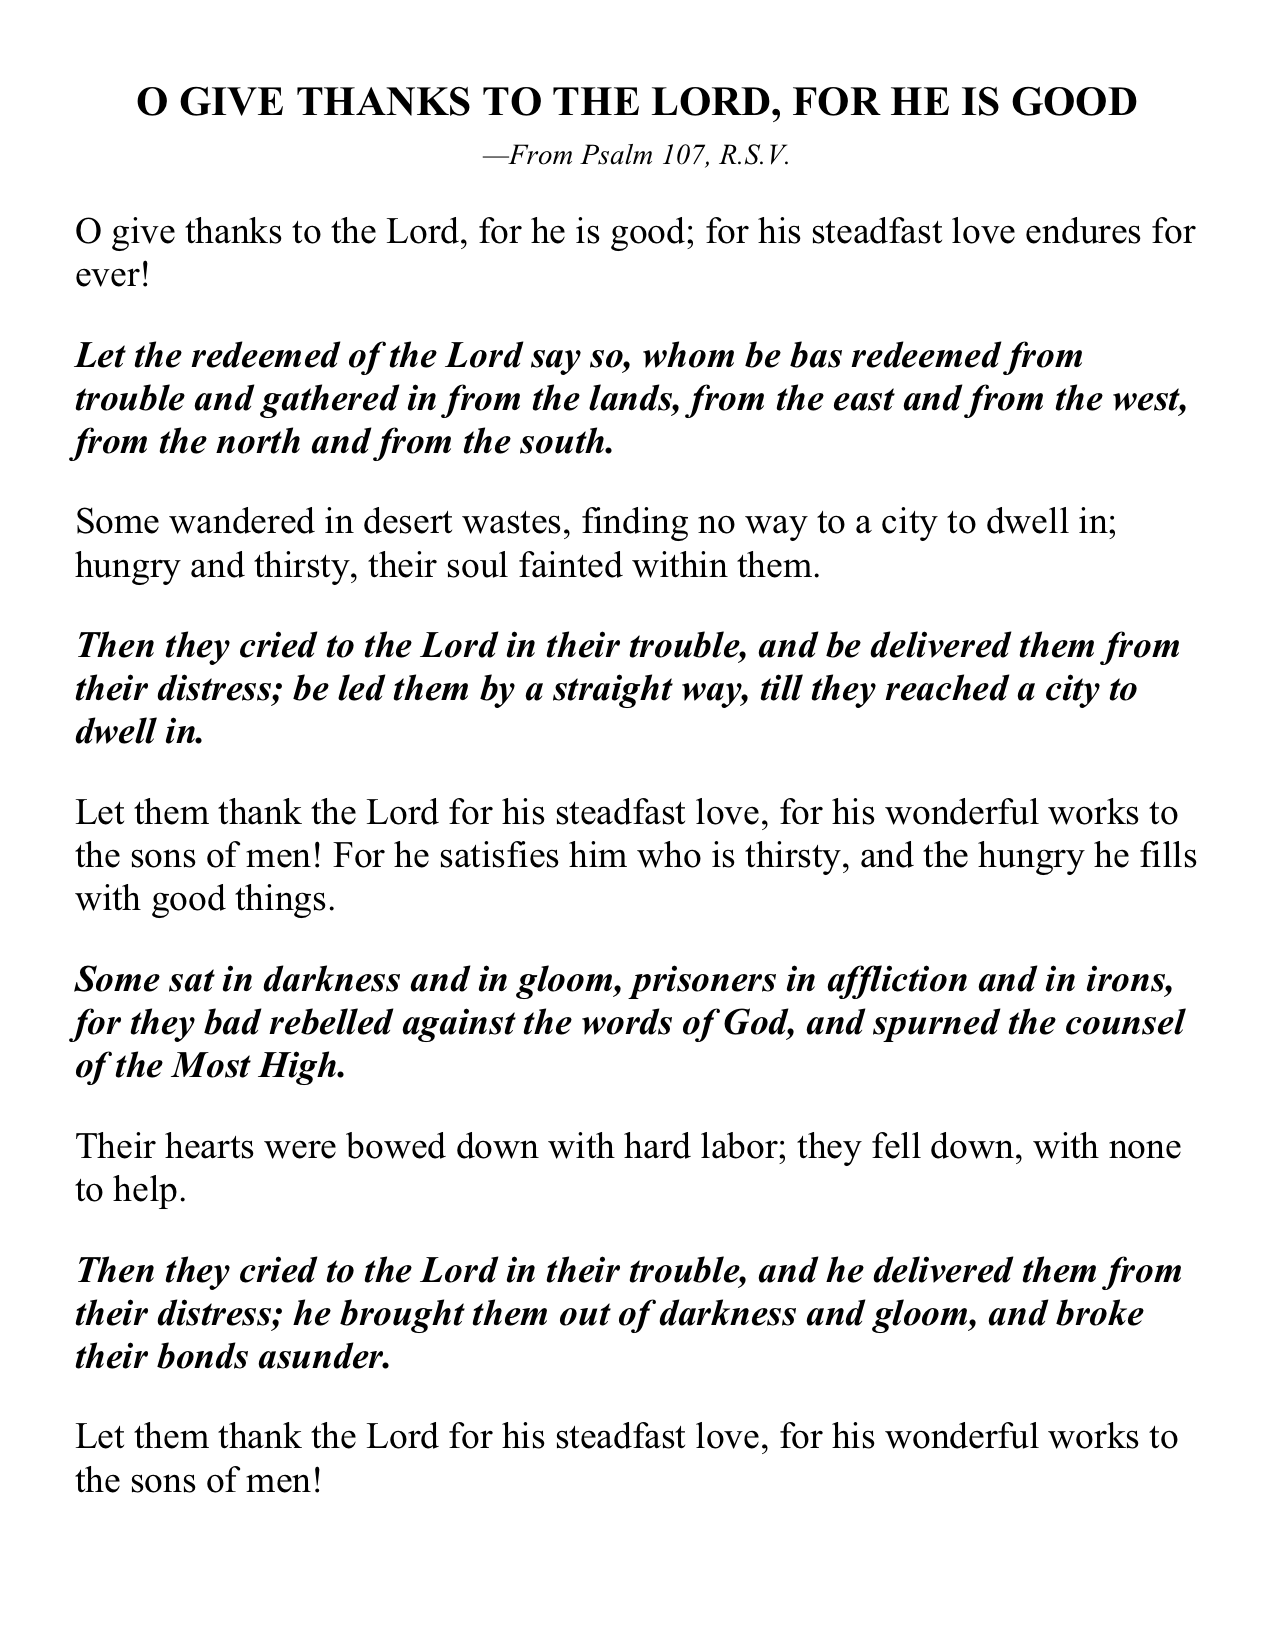 O GIVE THANKS TO THE LORD, FOR HE IS GOOD
—From Psalm 107, R.S.V.
O give thanks to the Lord, for he is good; for his steadfast love endures for
ever!
Let the redeemed of the Lord say so, whom be bas redeemed from
trouble and gathered in from the lands, from the east and from the west,
from the north and from the south.
Some wandered in desert wastes, finding no way to a city to dwell in;
hungry and thirsty, their soul fainted within them.
Then they cried to the Lord in their trouble, and be delivered them from
their distress; be led them by a straight way, till they reached a city to
dwell in.
Let them thank the Lord for his steadfast love, for his wonderful works to
the sons of men! For he satisfies him who is thirsty, and the hungry he fills
with good things.
Some sat in darkness and in gloom, prisoners in affliction and in irons,
for they bad rebelled against the words of God, and spurned the counsel
of the Most High.
Their hearts were bowed down with hard labor; they fell down, with none
to help.
Then they cried to the Lord in their trouble, and he delivered them from
their distress; he brought them out of darkness and gloom, and broke
their bonds asunder.
Let them thank the Lord for his steadfast love, for his wonderful works to
the sons of men!